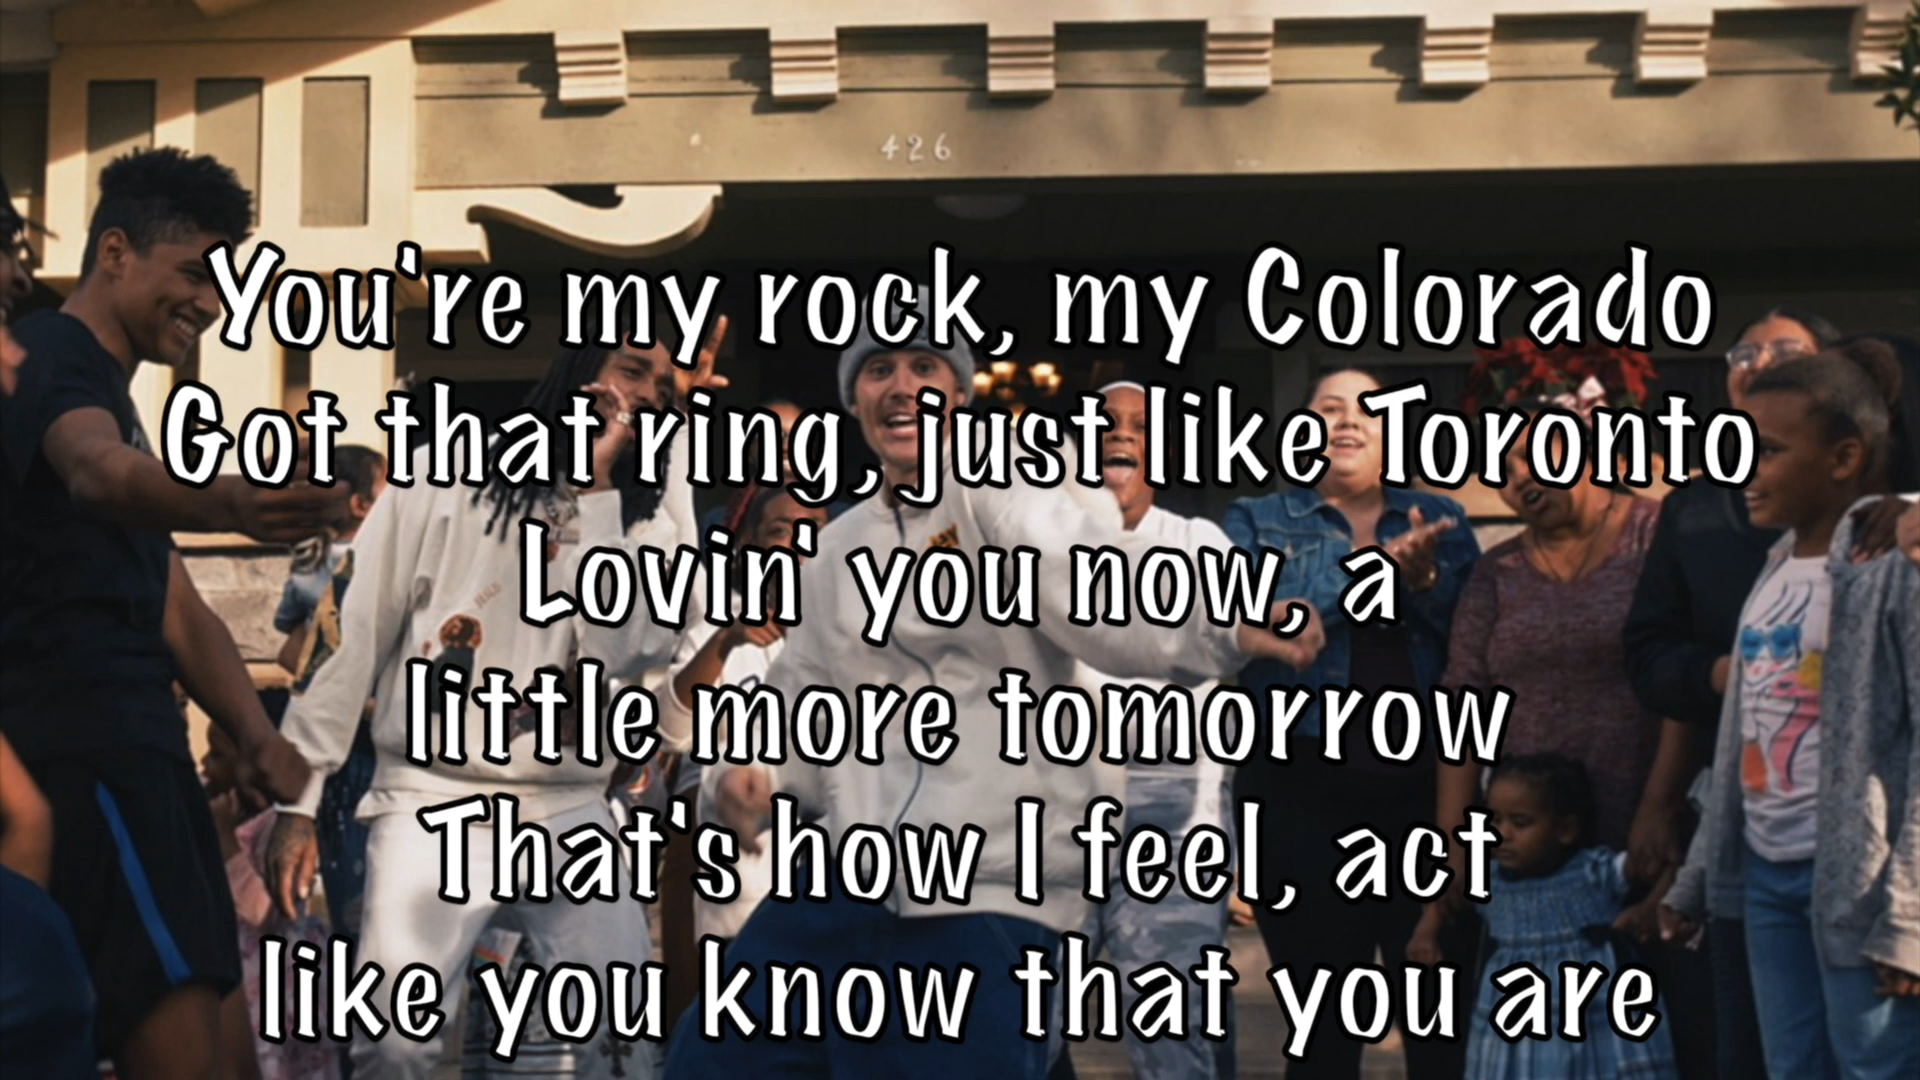 426
You're my rock, my Colorado
Got that ring, just like Toronto
Lovin' you now, a
little more tomorrow
That's how I feel, act
like you know that you are